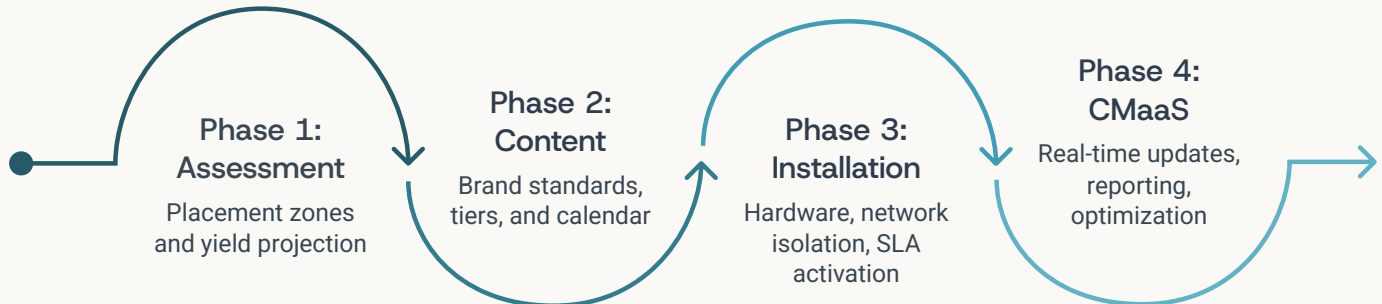 Phase 1:
Assessment
Placement zones
and yield projection
Phase 2:
Content
Brand standards,
tiers, and calendar
Phase 3:
Installation
Hardware, network
isolation, SLA
activation
Phase 4:
CMaaS
Real-time updates,
reporting,
optimization